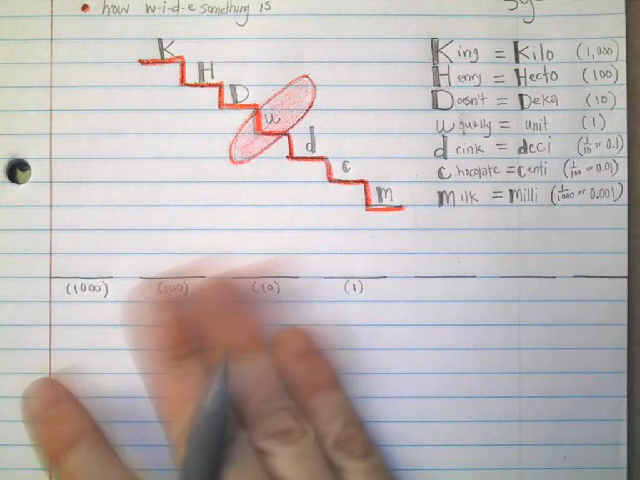 • how w-i-d-e something is
K
H
D
u
d
c
m
King = Kilo (1,000)
Henry = Hecto (100)
Doesn't = Deka (10)
usually = unit (1)
drink = deci (1/10 or 0.1)
chocolate = centi (1/100 or 0.01)
milk = milli (1/1000 or 0.001)
(1000) (100) (10) (1)